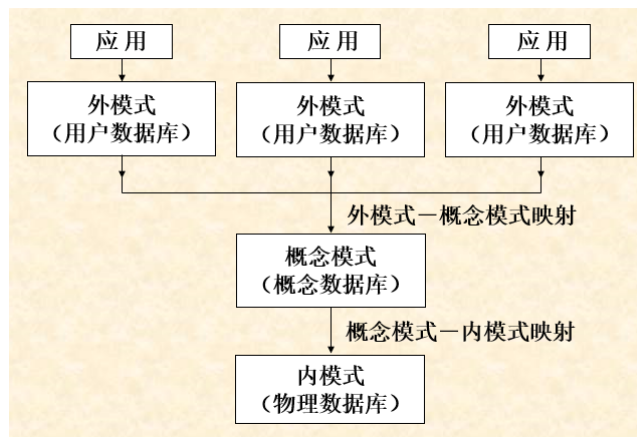 应 用
应 用
应 用
外模式
（用户数据库）
外模式
（用户数据库）
外模式
（用户数据库）
外模式－概念模式映射
概念模式
（概念数据库）
概念模式－内模式映射
内模式
（物理数据库）